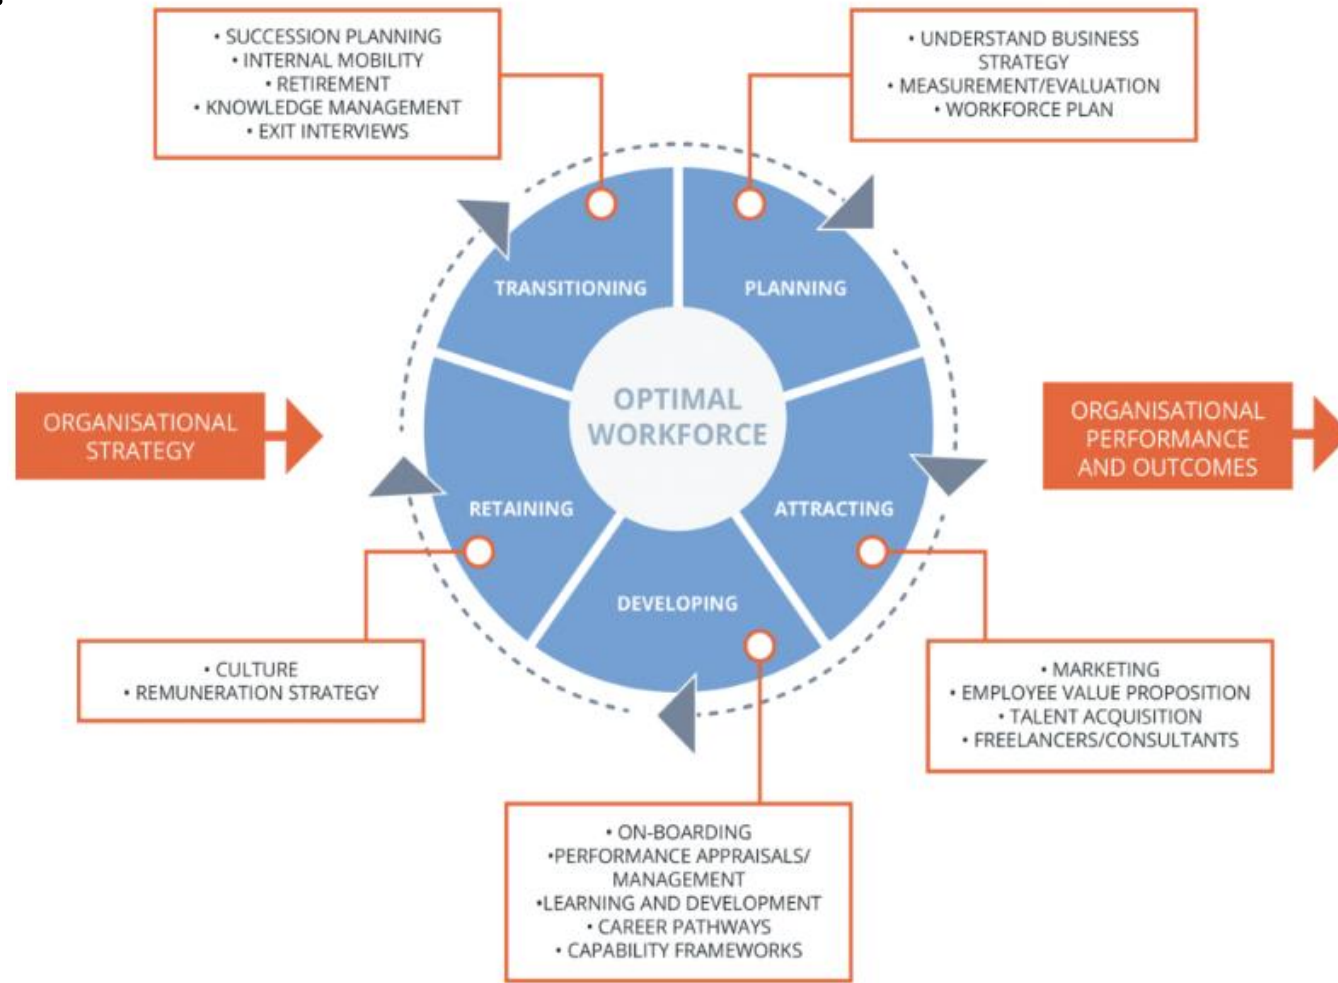 • SUCCESSION PLANNING
• INTERNAL MOBILITY
• RETIREMENT
• KNOWLEDGE MANAGEMENT
• EXIT INTERVIEWS
• UNDERSTAND BUSINESS
STRATEGY
• MEASUREMENT/EVALUATION
• WORKFORCE PLAN
TRANSITIONING
PLANNING
OPTIMAL
WORKFORCE
ORGANISATIONAL
STRATEGY
ORGANISATIONAL
PERFORMANCE
AND OUTCOMES
RETAINING
ATTRACTING
DEVELOPING
• CULTURE
• REMUNERATION STRATEGY
• MARKETING
• EMPLOYEE VALUE PROPOSITION
• TALENT ACQUISITION
• FREELANCERS/CONSULTANTS
• ON-BOARDING
•PERFORMANCE APPRAISALS/
MANAGEMENT
•LEARNING AND DEVELOPMENT
• CAREER PATHWAYS
• CAPABILITY FRAMEWORKS